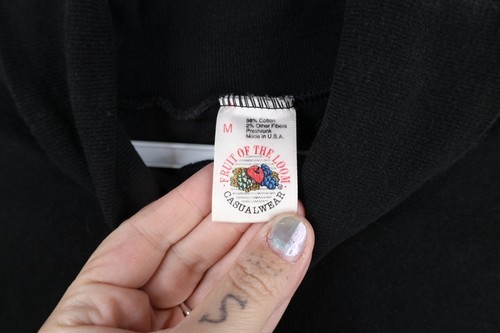 M
98% Cotton
2% Other Fibers
Preshrunk
Made in U.S.A.
FRUIT OF THE LOOM
CASUALWEAR